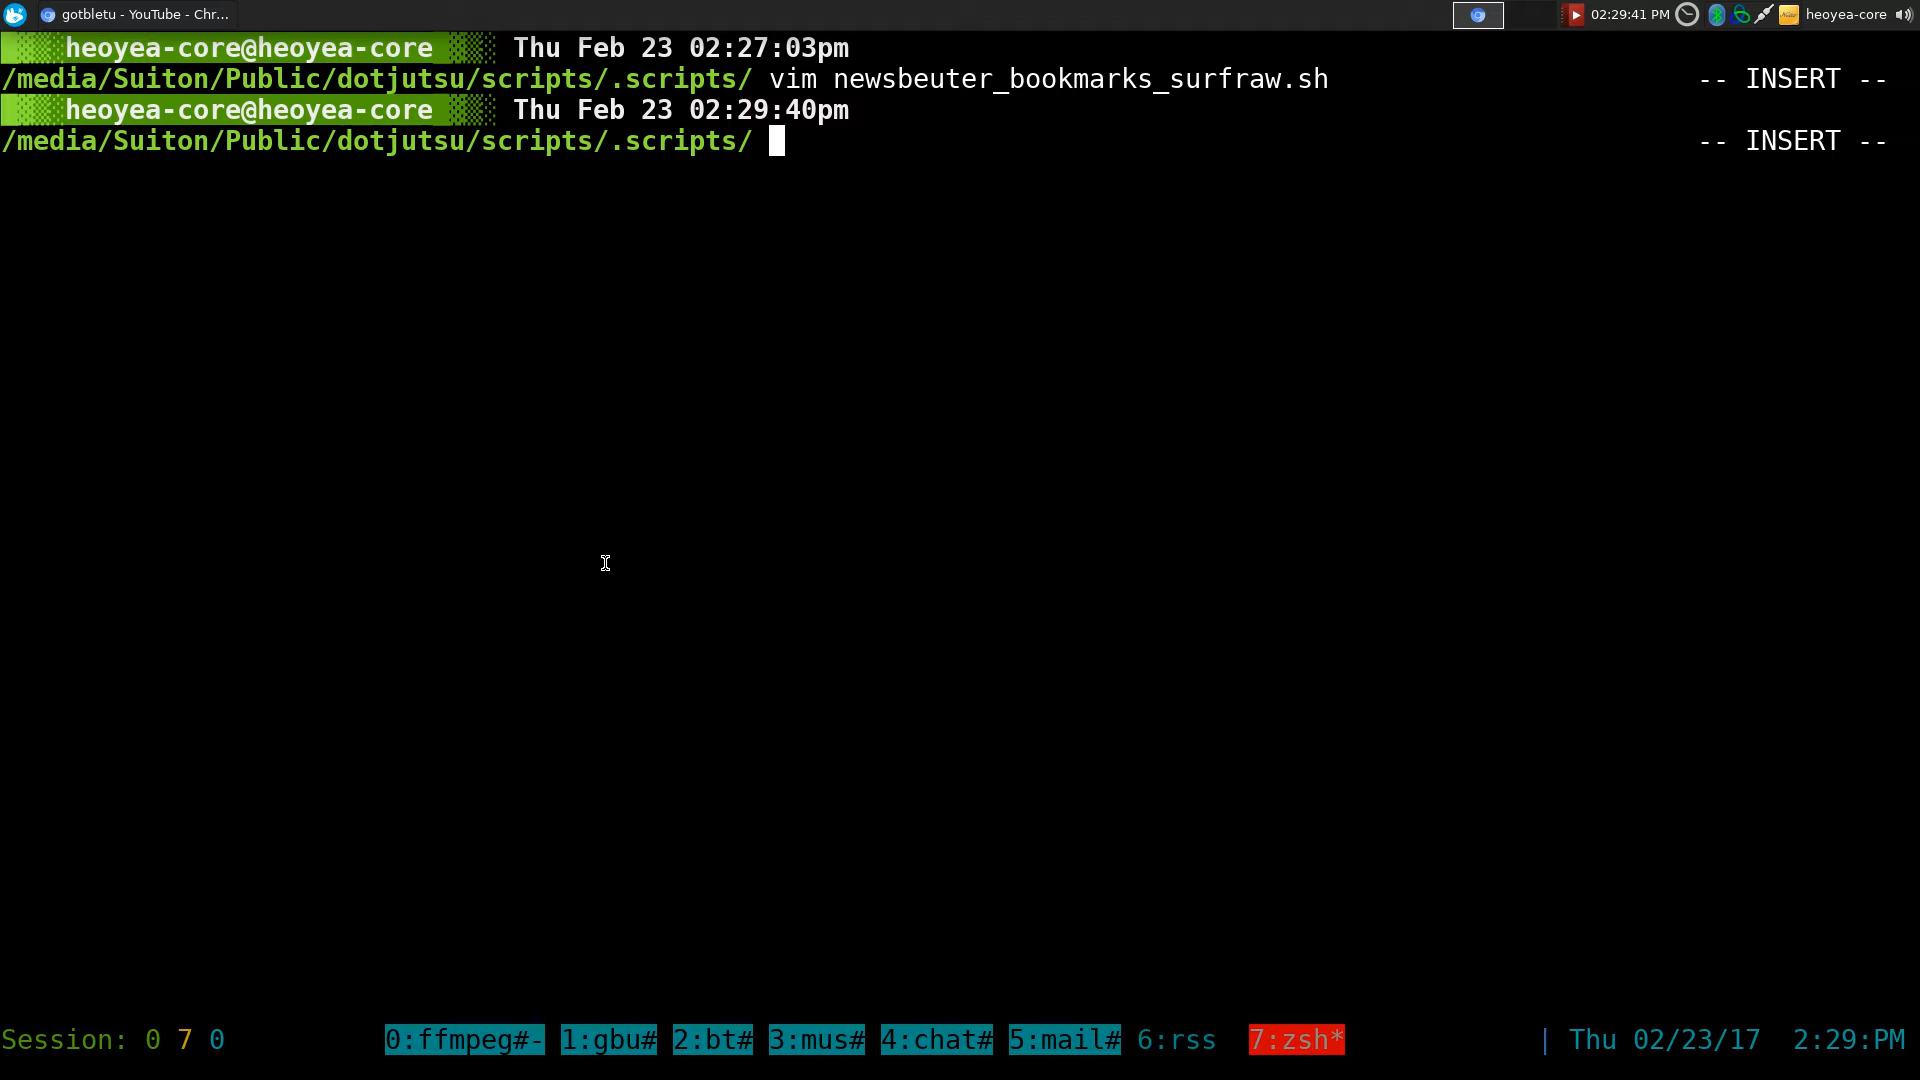 gotbletu - YouTube - Chr... 02:29:41 PM heoyea-core
heoyea-core@heoyea-core Thu Feb 23 02:27:03pm
/media/Suiton/Public/dotjutsu/scripts/.scripts/ vim newsbeuter_bookmarks_surfraw.sh -- INSERT --
heoyea-core@heoyea-core Thu Feb 23 02:29:40pm
/media/Suiton/Public/dotjutsu/scripts/.scripts/ -- INSERT --
Session: 0 7 0 0:ffmpeg#- 1:gbu# 2:bt# 3:mus# 4:chat# 5:mail# 6:rss 7:zsh* | Thu 02/23/17 2:29:PM